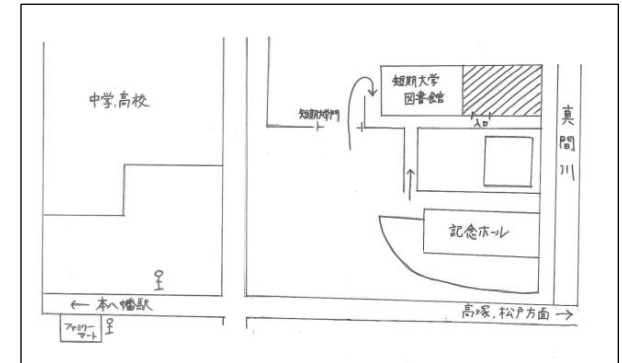 中学,高校
短期大学
図書館
短期大学門
入口
真間川
記念ホール
← 本八幡駅
高塚,松戸方面 →
ファミリー
マート